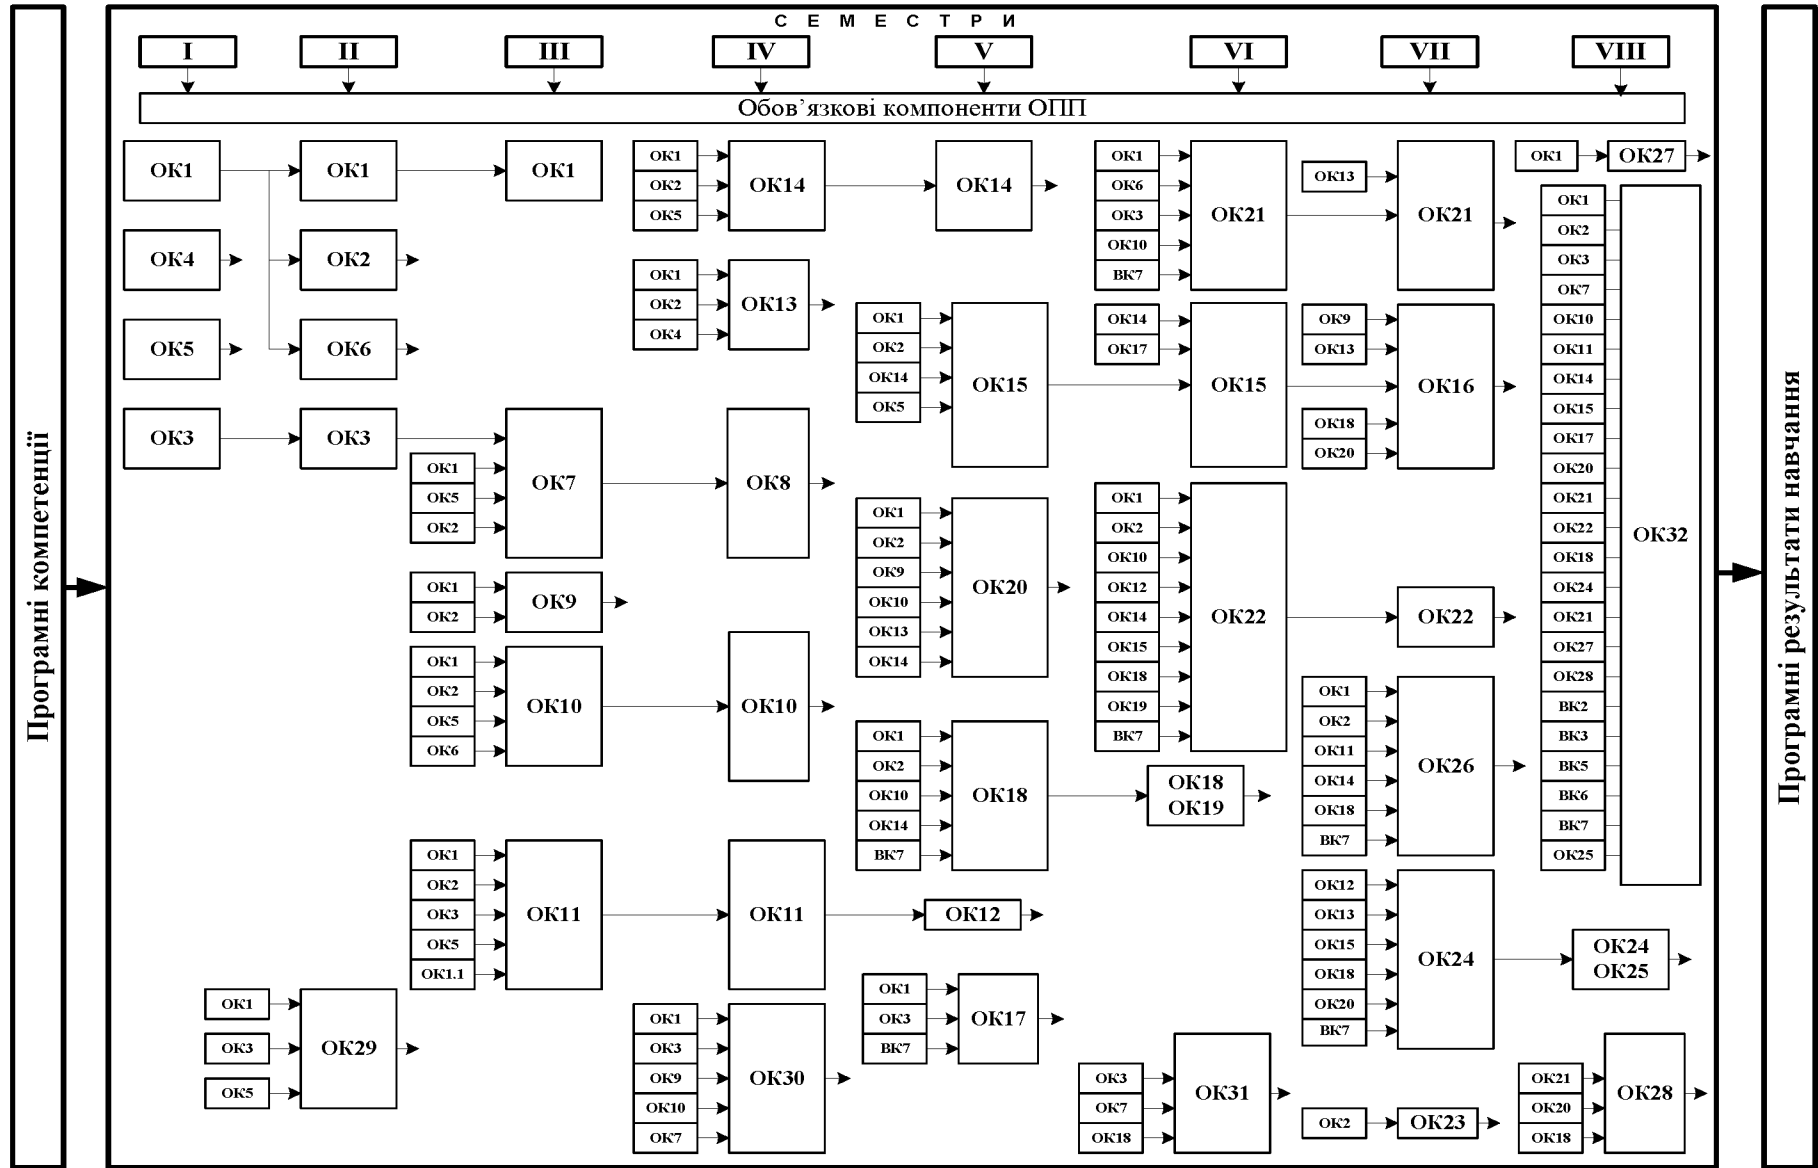 С Е М Е С Т Р И
I II III IV V VI VII VIII
Обов’язкові компоненти ОПП
Програмні компетенції
ОК1
ОК4
ОК5
ОК3
ОК1
ОК2
ОК6
ОК3
ОК1
ОК3
ОК5
ОК29
ОК1
ОК1
ОК5
ОК2
ОК7
ОК1
ОК2
ОК9
ОК1
ОК2
ОК5
ОК6
ОК10
ОК1
ОК2
ОК3
ОК5
ОК1.1
ОК11
ОК1
ОК2
ОК5
ОК14
ОК1
ОК2
ОК4
ОК13
ОК8
ОК10
ОК11
ОК1
ОК3
ОК9
ОК10
ОК7
ОК30
ОК14
ОК1
ОК2
ОК14
ОК5
ОК15
ОК1
ОК2
ОК9
ОК10
ОК13
ОК14
ОК20
ОК1
ОК2
ОК10
ОК14
ВК7
ОК18
ОК12
ОК1
ОК3
ВК7
ОК17
ОК1
ОК6
ОК3
ОК10
ВК7
ОК21
ОК14
ОК17
ОК15
ОК1
ОК2
ОК10
ОК12
ОК14
ОК15
ОК18
ОК19
ВК7
ОК22
ОК18
ОК19
ОК3
ОК7
ОК18
ОК31
ОК13
ОК21
ОК9
ОК13
ОК18
ОК20
ОК16
ОК22
ОК1
ОК2
ОК11
ОК14
ОК18
ВК7
ОК26
ОК12
ОК13
ОК15
ОК18
ОК20
ВК7
ОК24
ОК2
ОК23
ОК1
ОК27
ОК1
ОК2
ОК3
ОК7
ОК10
ОК11
ОК14
ОК15
ОК17
ОК20
ОК21
ОК22
ОК18
ОК24
ОК21
ОК27
ОК28
ВК2
ВК3
ВК5
ВК6
ВК7
ОК25
ОК32
ОК24
ОК25
ОК21
ОК20
ОК18
ОК28
Програмні результати навчання